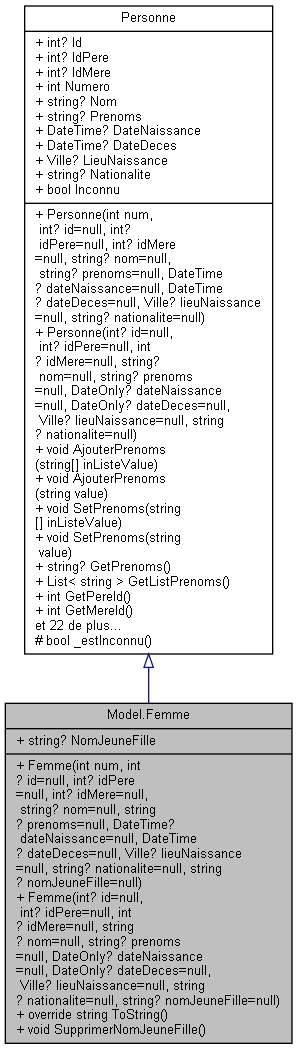 Personne
+ int? Id
+ int? IdPere
+ int? IdMere
+ int Numero
+ string? Nom
+ string? Prenoms
+ DateTime? DateNaissance
+ DateTime? DateDeces
+ Ville? LieuNaissance
+ string? Nationalite
+ bool Inconnu
+ Personne(int num,
int? id=null, int?
idPere=null, int? idMere
=null, string? nom=null,
string? prenoms=null, DateTime
? dateNaissance=null, DateTime
? dateDeces=null, Ville? lieuNaissance
=null, string? nationalite=null)
+ Personne(int? id=null,
int? idPere=null, int
? idMere=null, string?
nom=null, string? prenoms
=null, DateOnly? dateNaissance
=null, DateOnly? dateDeces=null,
Ville? lieuNaissance=null, string
? nationalite=null)
+ void AjouterPrenoms
(string[] inListeValue)
+ void AjouterPrenoms
(string value)
+ void SetPrenoms(string
[] inListeValue)
+ void SetPrenoms(string
value)
+ string? GetPrenoms()
+ List< string > GetListPrenoms()
+ int GetPereId()
+ int GetMereId()
et 22 de plus...
# bool _estInconnu()
Model.Femme
+ string? NomJeuneFille
+ Femme(int num, int
? id=null, int? idPere
=null, int? idMere=null,
string? nom=null, string
? prenoms=null, DateTime?
dateNaissance=null, DateTime
? dateDeces=null, Ville? lieuNaissance
=null, string? nationalite=null, string
? nomJeuneFille=null)
+ Femme(int? id=null,
int? idPere=null, int
? idMere=null, string
? nom=null, string? prenoms
=null, DateOnly? dateNaissance
=null, DateOnly? dateDeces=null,
Ville? lieuNaissance=null, string
? nationalite=null, string? nomJeuneFille=null)
+ override string ToString()
+ void SupprimerNomJeuneFille()